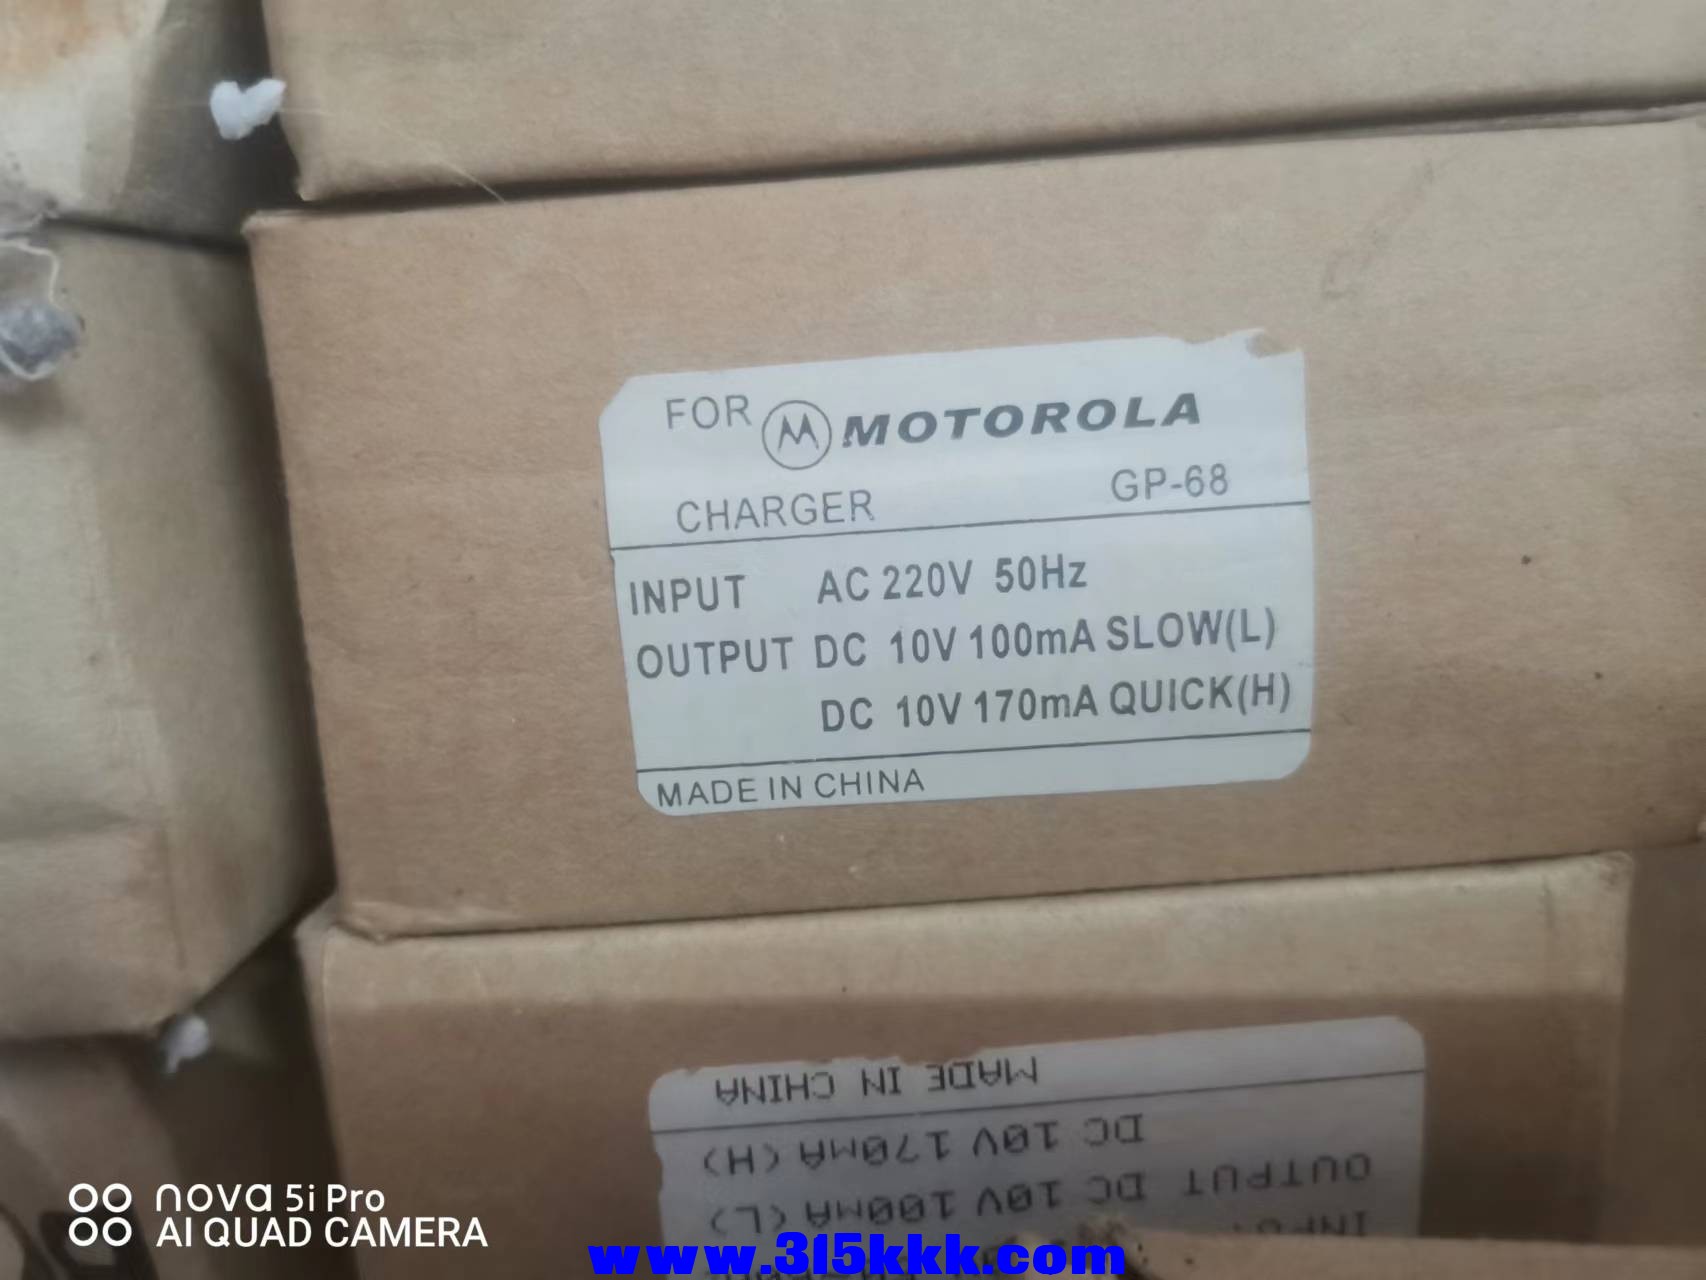 FOR M MOTOROLA
CHARGER GP-68
INPUT AC 220V 50Hz
OUTPUT DC 10V 100mA SLOW(L)
DC 10V 170mA QUICK(H)
MADE IN CHINA
OUTPUT DC 10V 100MA (L)
DC 10V 170MA (H)
MADE IN CHINA
nova 5i Pro
AI QUAD CAMERA
www.315kkk.com